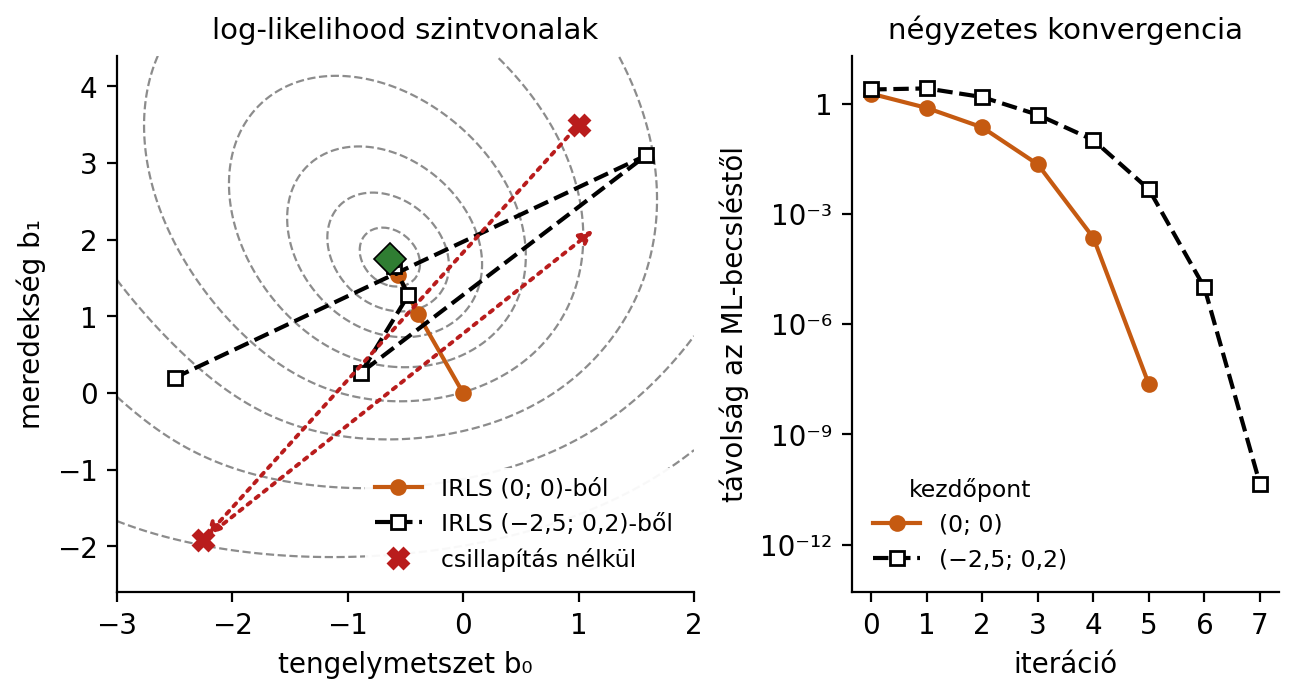 log-likelihood szintvonalak
4
3
2
1
0
−1
−2
meredekség b₁
−3
−2
−1
0
1
2
tengelymetszet b₀
IRLS (0; 0)-ból
IRLS (−2,5; 0,2)-ből
csillapítás nélkül
négyzetes konvergencia
1
10⁻³
10⁻⁶
10⁻⁹
10⁻¹²
távolság az ML-becsléstől
kezdőpont
(0; 0)
(−2,5; 0,2)
0
1
2
3
4
5
6
7
iteráció